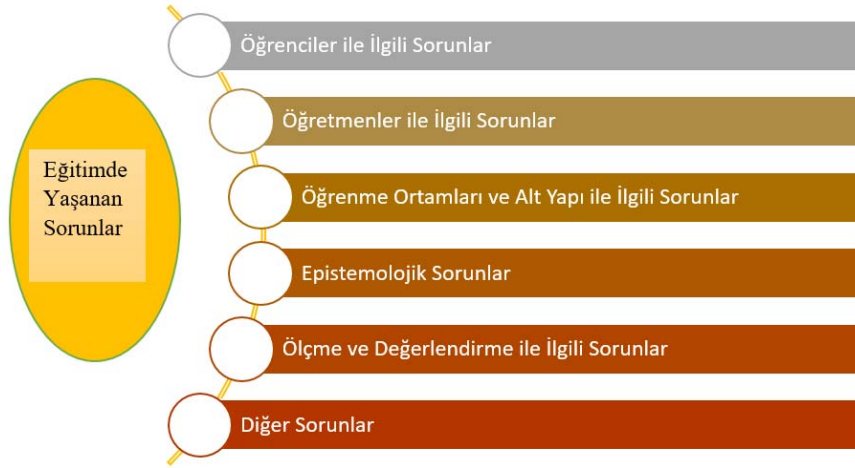 Eğitimde
Yaşanan
Sorunlar
Öğrenciler ile İlgili Sorunlar
Öğretmenler ile İlgili Sorunlar
Öğrenme Ortamları ve Alt Yapı ile İlgili Sorunlar
Epistemolojik Sorunlar
Ölçme ve Değerlendirme ile İlgili Sorunlar
Diğer Sorunlar